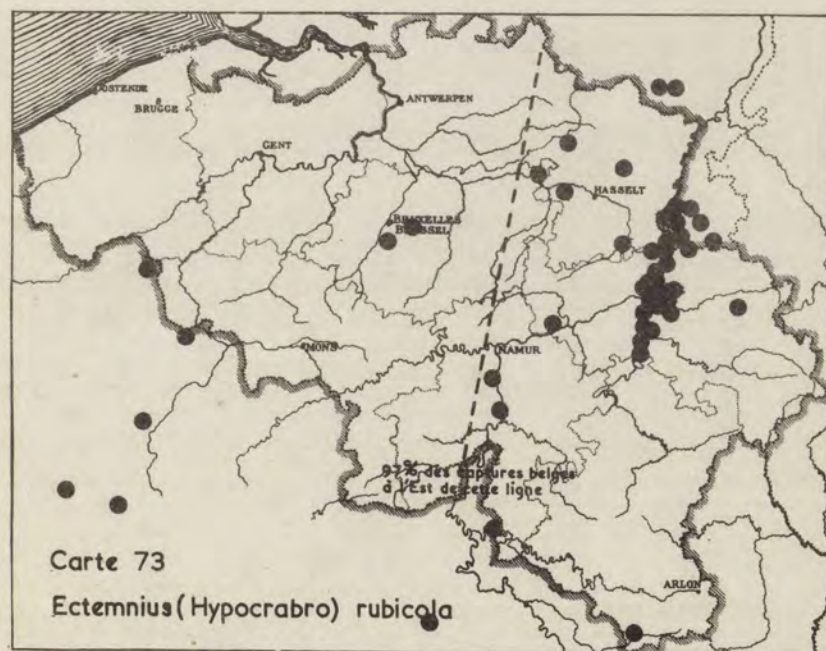 OSTENDE
BRUGGE
ANTWERPEN
GENT
HASSELT
BRUXELLES
BRUSSEL
MONS
NAMUR
97% des captures belges
à l'Est de cette ligne
Carte 73
ARLON
Ectemnius (Hypocrabro) rubicola